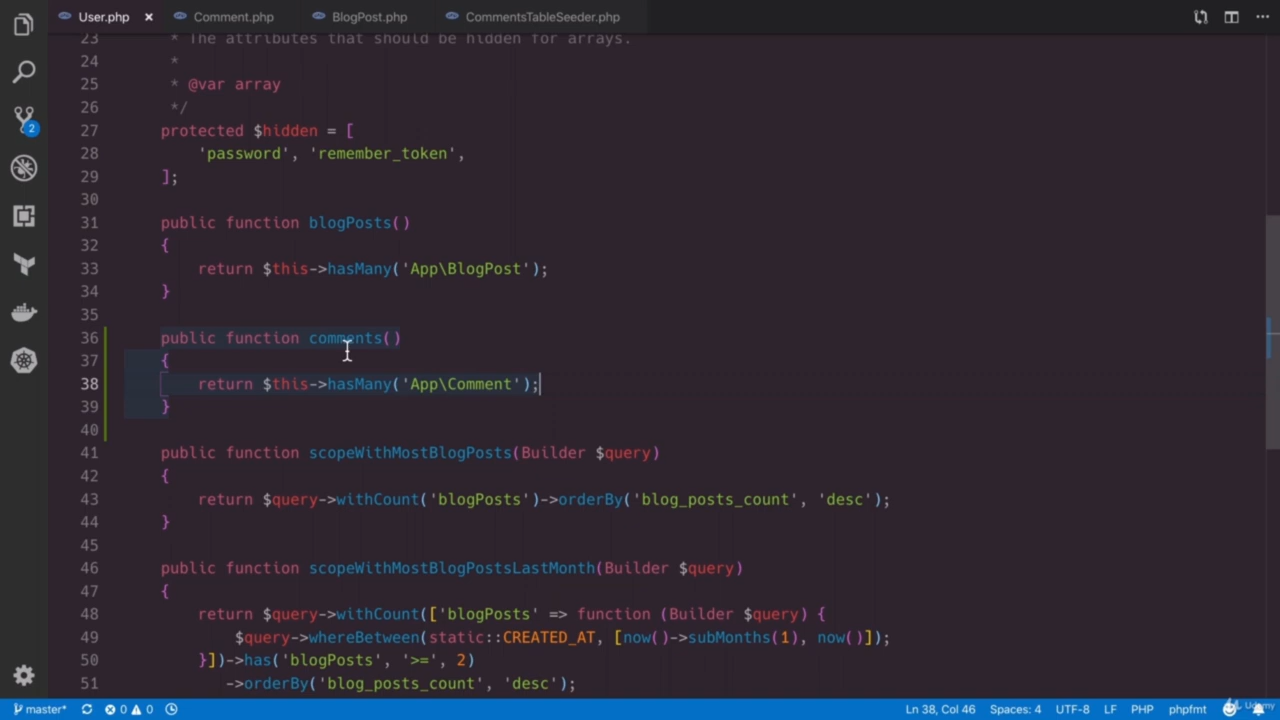 User.php × Comment.php BlogPost.php CommentsTableSeeder.php
23 * The attributes that should be hidden for arrays.
24 *
25 * @var array
26 */
27 protected $hidden = [
28 'password', 'remember_token',
29 ];
30
31 public function blogPosts()
32 {
33 return $this->hasMany('App\BlogPost');
34 }
35
36 public function comments()
37 {
38 return $this->hasMany('App\Comment');
39 }
40
41 public function scopeWithMostBlogPosts(Builder $query)
42 {
43 return $query->withCount('blogPosts')->orderBy('blog_posts_count', 'desc');
44 }
45
46 public function scopeWithMostBlogPostsLastMonth(Builder $query)
47 {
48 return $query->withCount(['blogPosts' => function (Builder $query) {
49 $query->whereBetween(static::CREATED_AT, [now()->subMonths(1), now()]);
50 }])->has('blogPosts', '>=', 2)
51 ->orderBy('blog_posts_count', 'desc');
2
master* 0 0 Ln 38, Col 46 Spaces: 4 UTF-8 LF PHP phpfmt
Udemy